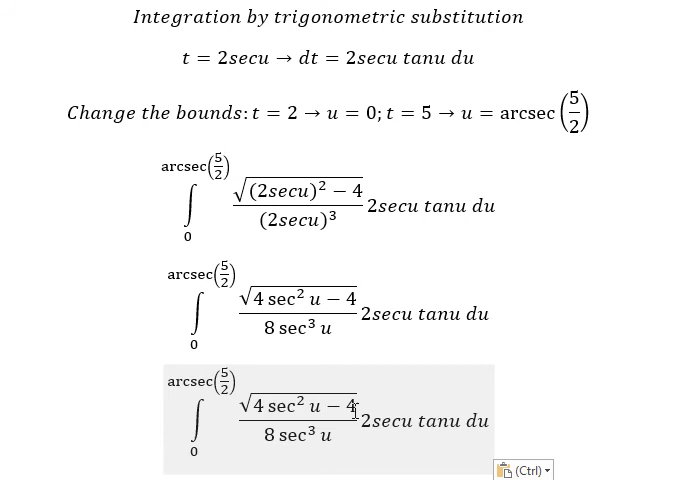 Integration by trigonometric substitution
t = 2secu → dt = 2secu tanu du
Change the bounds: t = 2 → u = 0; t = 5 → u = arcsec(5/2)
∫_0^{arcsec(5/2)} √((2secu)² − 4) / (2secu)³ 2secu tanu du
∫_0^{arcsec(5/2)} √(4 sec² u − 4) / (8 sec³ u) 2secu tanu du
∫_0^{arcsec(5/2)} √(4 sec² u − 4) / (8 sec³ u) 2secu tanu du
(Ctrl)